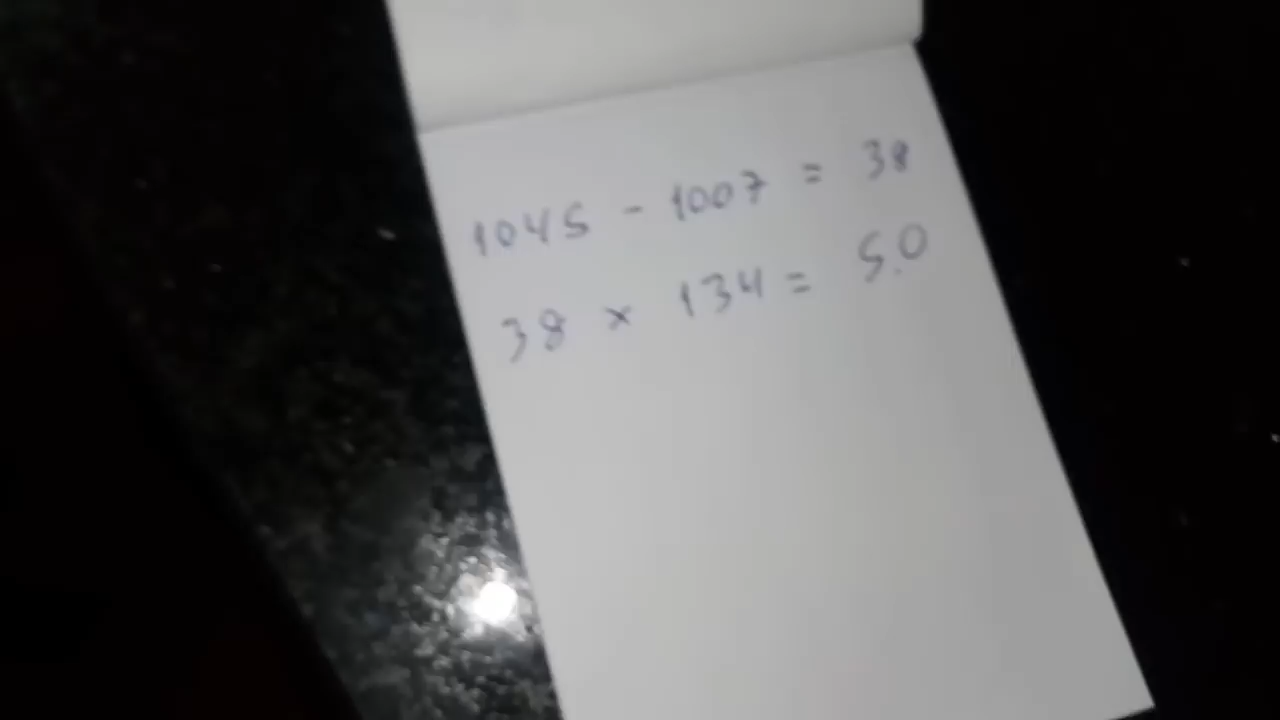 1045 - 1007 = 38
38 x 134 = 5.0